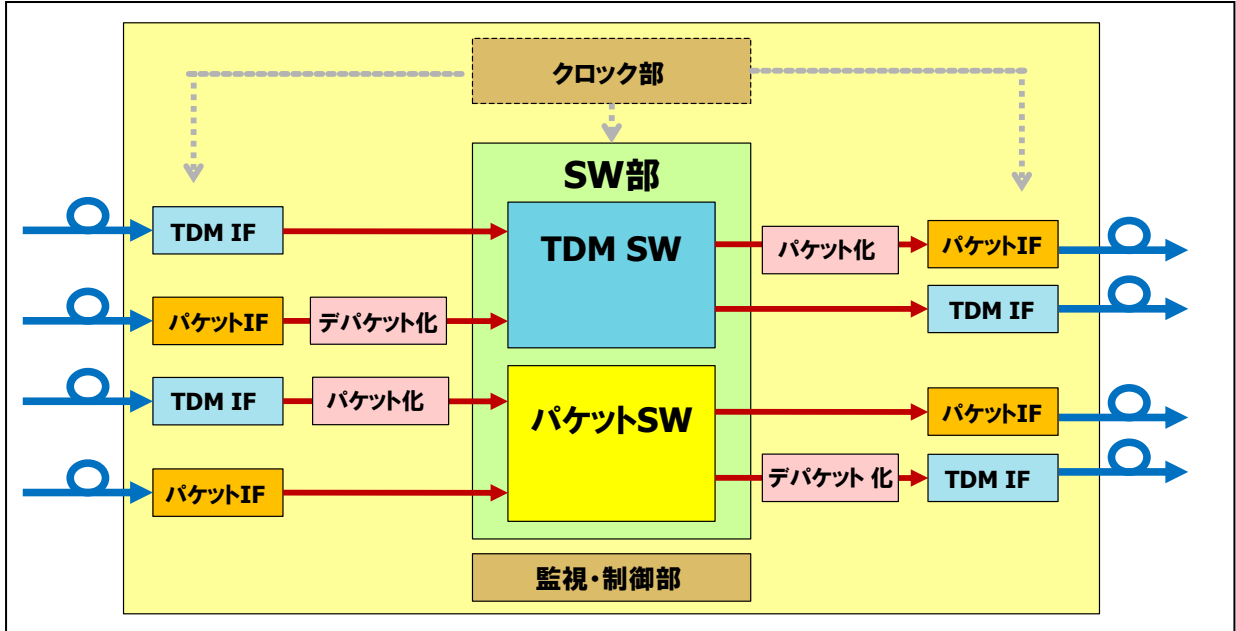 クロック部
SW部
TDM IF
TDM SW
パケット化
パケットIF
パケットIF
デパケット化
TDM IF
TDM IF
パケット化
パケットSW
パケットIF
パケットIF
デパケット 化
TDM IF
監視・制御部